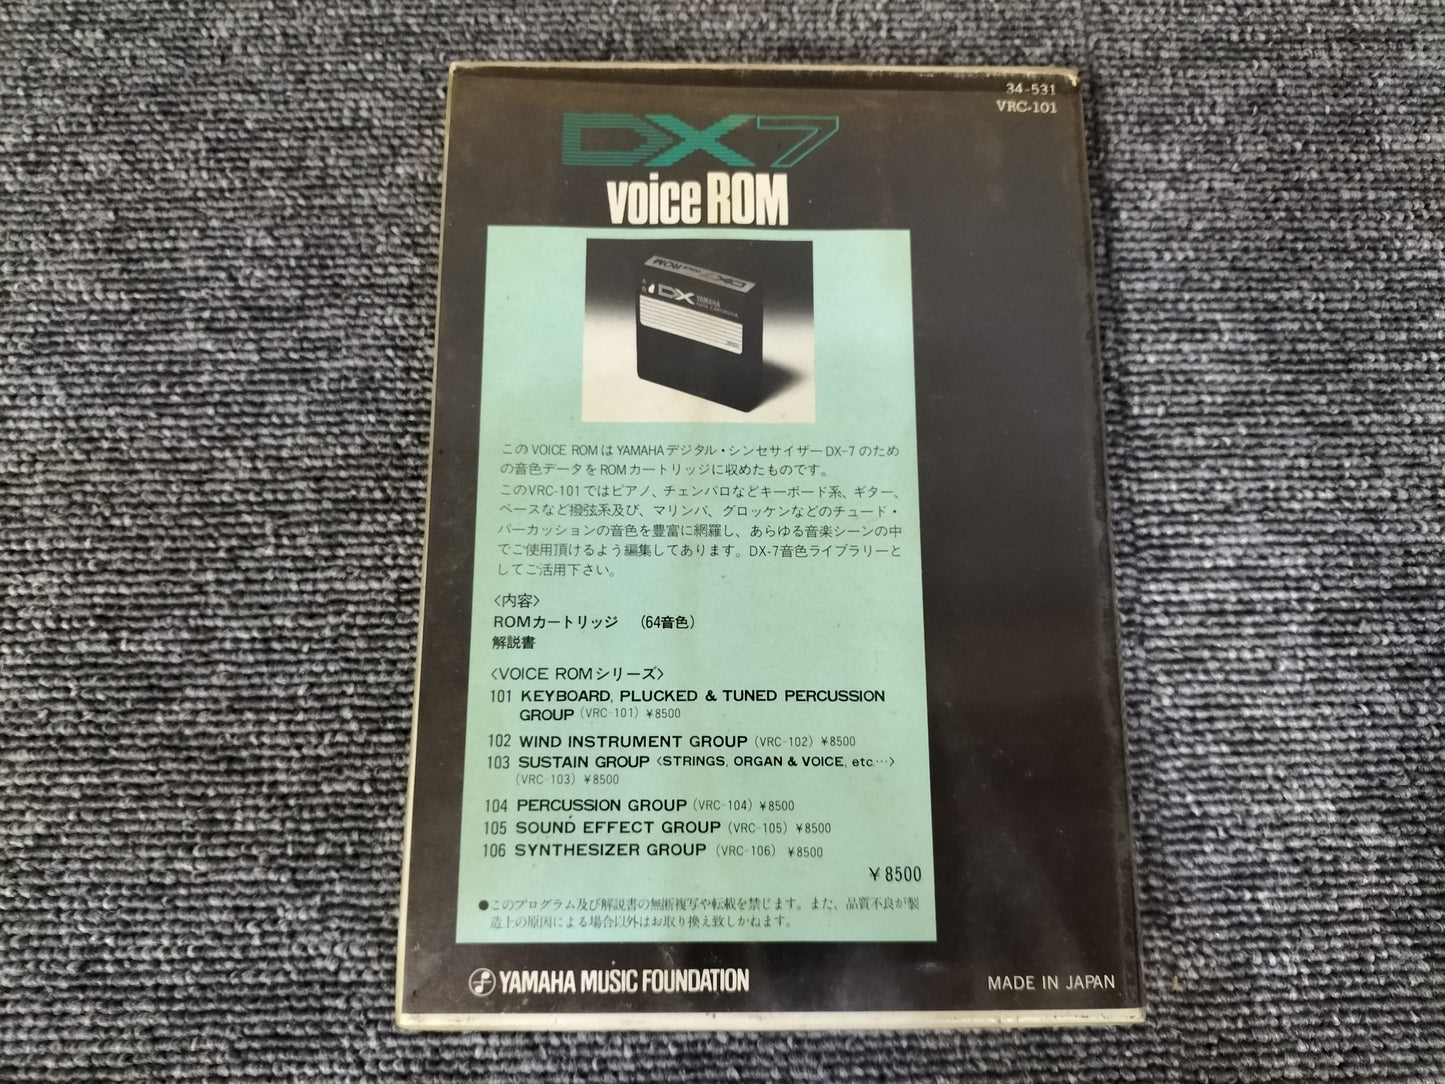 34-531
VRC-101
DX7
voice ROM
DX7 voice ROM
A
B
DX YAMAHA
DATA CARTRIDGE
このVOICE ROMはYAMAHAデジタル・シンセサイザーDX-7のため
の音色データをROMカートリッジに収めたものです。
このVRC-101ではピアノ、チェンバロなどキーボード系、ギター、
ベースなど撥弦系及び、マリンバ、グロッケンなどのチュード・
パーカッションの音色を豊富に網羅し、あらゆる音楽シーンの中
でご使用頂けるよう編集してあります。DX-7音色ライブラリーと
してご活用下さい。
〈内容〉
ROMカートリッジ (64音色)
解説書
〈VOICE ROMシリーズ〉
101 KEYBOARD, PLUCKED & TUNED PERCUSSION
GROUP (VRC-101) ¥8500
102 WIND INSTRUMENT GROUP (VRC-102) ¥8500
103 SUSTAIN GROUP 〈STRINGS, ORGAN & VOICE, etc…〉
(VRC-103) ¥8500
104 PERCUSSION GROUP (VRC-104) ¥8500
105 SOUND EFFECT GROUP (VRC-105) ¥8500
106 SYNTHESIZER GROUP (VRC-106) ¥8500
¥8500
●このプログラム及び解説書の無断複写や転載を禁じます。また、品質不良が製
造上の原因による場合以外はお取り換え致しかねます。
YAMAHA MUSIC FOUNDATION
MADE IN JAPAN